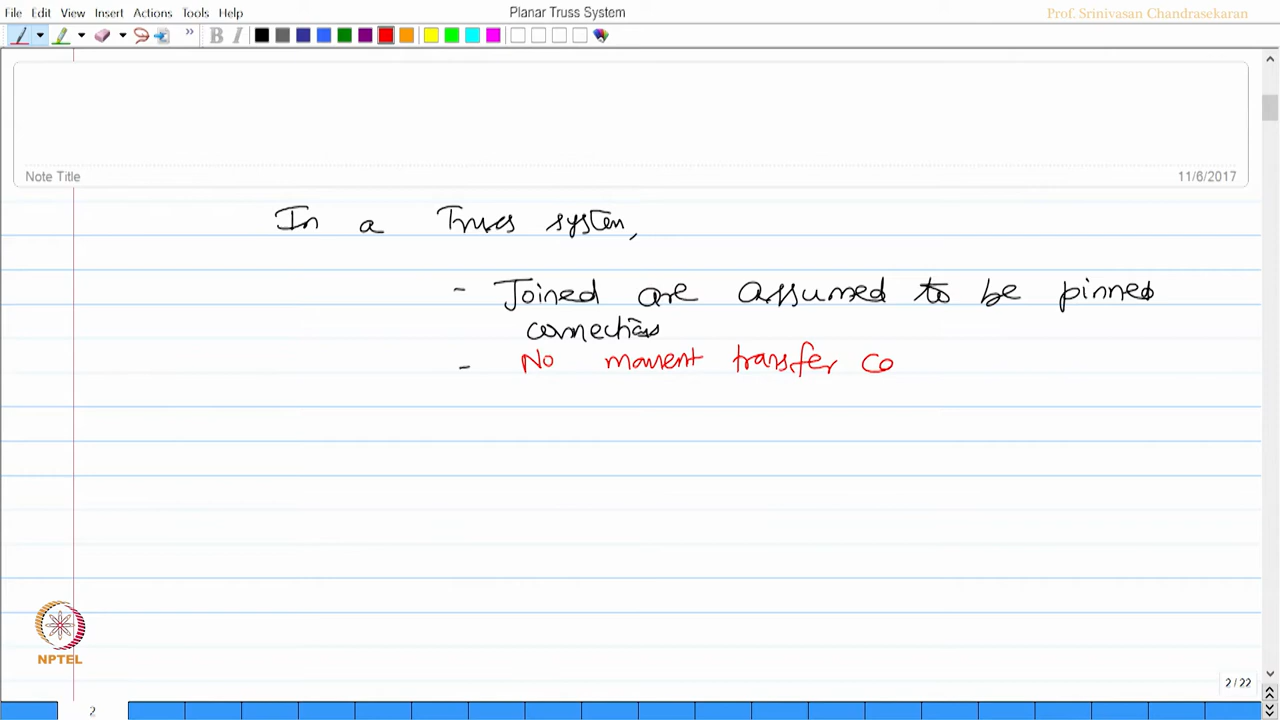 File Edit View Insert Actions Tools Help
Planar Truss System
Prof. Srinivasan Chandrasekaran
B I
Note Title
11/6/2017
In a Truss system,
- Joined are assumed to be pinned
connections
- No moment transfer co
NPTEL
2 / 22
2